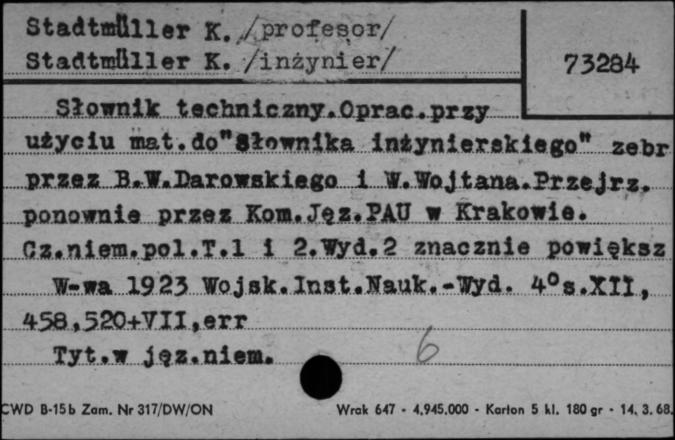 Stadtmüller K. /profesor/
Stadtmüller K. /inżynier/
73284
Słownik techniczny.Oprac.przy
użyciu mat.do"Słownika inżynierskiego" zebr
przez B.W.Darowskiego i W.Wojtana.Przejrz.
ponownie przez Kom.Jęz.PAU w Krakowie.
Cz.niem.pol.T.1 i 2.Wyd.2 znacznie powiększ
W-wa 1923 Wojsk.Inst.Nauk.-Wyd. 4°s.XII,
458,520+VII,err
Tyt.w jęz.niem.
6
CWD B-15b Zam. Nr 317/DW/ON Wrak 647 - 4.945.000 - Karton 5 kl. 180 gr - 14. 3. 68.